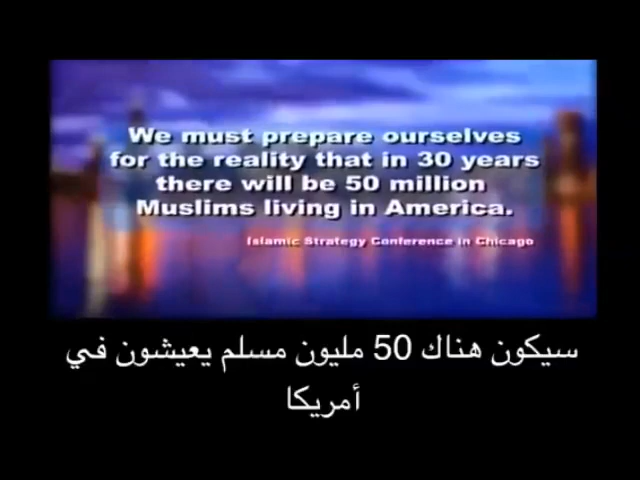 We must prepare ourselves
for the reality that in 30 years
there will be 50 million
Muslims living in America.
Islamic Strategy Conference in Chicago
سيكون هناك 50 مليون مسلم يعيشون في
أمريكا